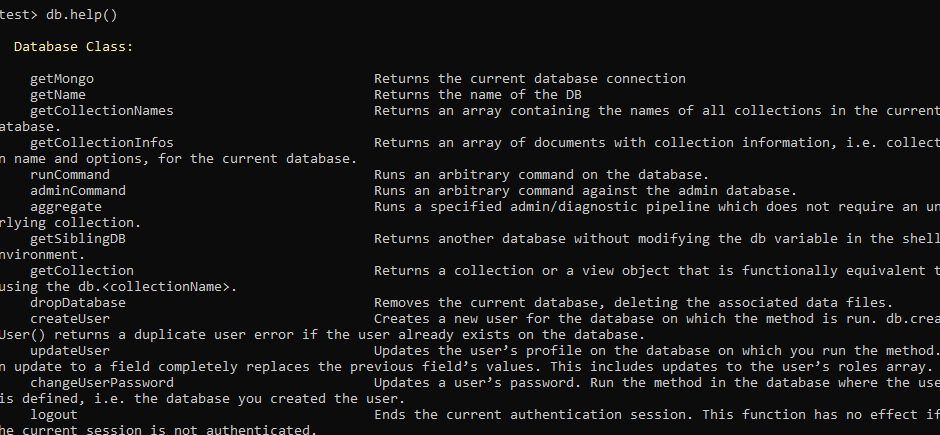 test> db.help()
Database Class:
getMongo Returns the current database connection
getName Returns the name of the DB
getCollectionNames Returns an array containing the names of all collections in the current
atabase.
getCollectionInfos Returns an array of documents with collection information, i.e. collect
n name and options, for the current database.
runCommand Runs an arbitrary command on the database.
adminCommand Runs an arbitrary command against the admin database.
aggregate Runs a specified admin/diagnostic pipeline which does not require an un
rlying collection.
getSiblingDB Returns another database without modifying the db variable in the shell
nvironment.
getCollection Returns a collection or a view object that is functionally equivalent t
using the db.<collectionName>.
dropDatabase Removes the current database, deleting the associated data files.
createUser Creates a new user for the database on which the method is run. db.crea
User() returns a duplicate user error if the user already exists on the database.
updateUser Updates the user’s profile on the database on which you run the method.
n update to a field completely replaces the previous field’s values. This includes updates to the user’s roles array.
changeUserPassword Updates a user’s password. Run the method in the database where the use
is defined, i.e. the database you created the user.
logout Ends the current authentication session. This function has no effect if
he current session is not authenticated.